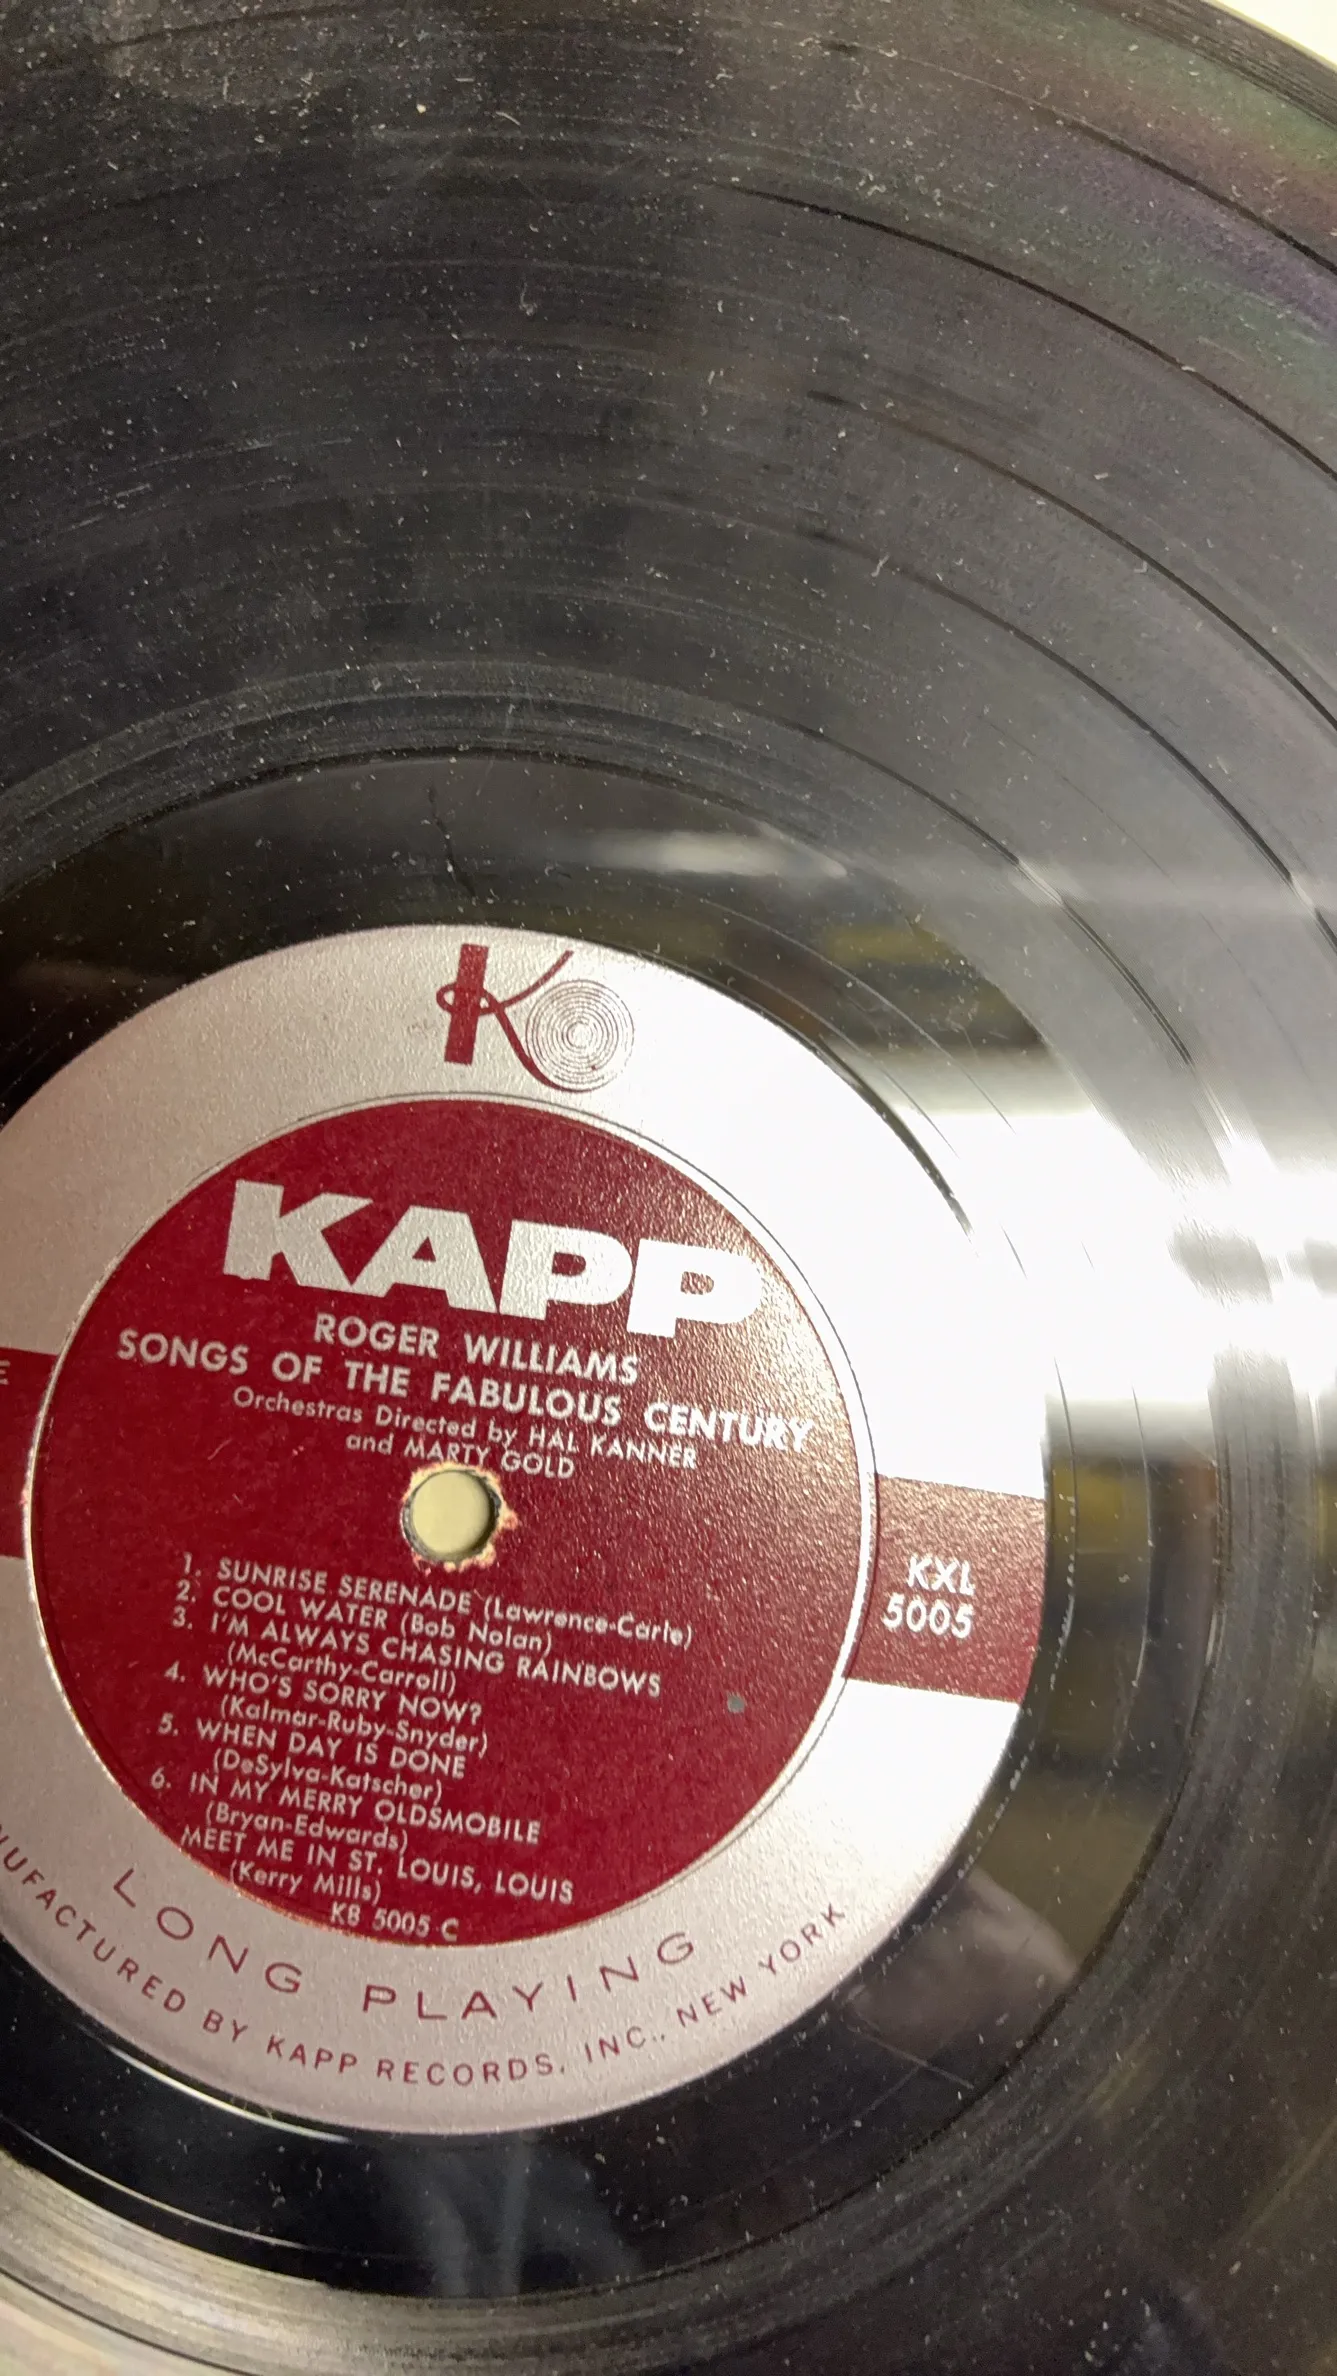 K
KAPP
ROGER WILLIAMS
SONGS OF THE FABULOUS CENTURY
Orchestras Directed by HAL KANNER
and MARTY GOLD
KXL
5005
1. SUNRISE SERENADE (Lawrence-Carle)
2. COOL WATER (Bob Nolan)
3. I'M ALWAYS CHASING RAINBOWS
(McCarthy-Carroll)
4. WHO'S SORRY NOW?
(Kalmar-Ruby-Snyder)
5. WHEN DAY IS DONE
(DeSylva-Katscher)
6. IN MY MERRY OLDSMOBILE
(Bryan-Edwards)
MEET ME IN ST. LOUIS, LOUIS
(Kerry Mills)
KB 5005 C
LONG PLAYING
UFACTURED BY KAPP RECORDS, INC., NEW YORK